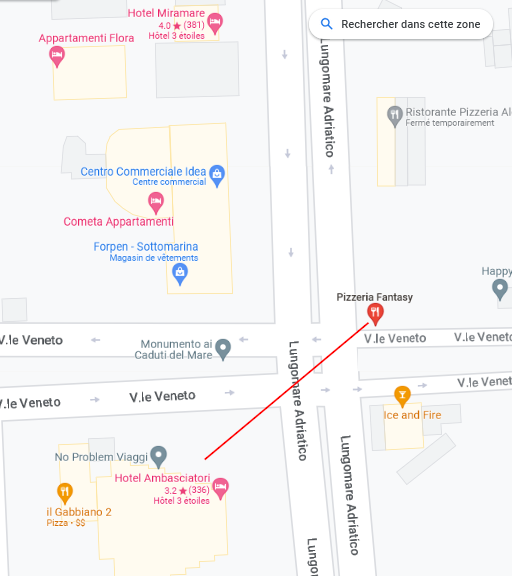 Hotel Miramare
4.0 ★ (381)
Hôtel 3 étoiles
Rechercher dans cette zone
Appartamenti Flora
Lungomare Adriatico
Ristorante Pizzeria Al
Fermé temporairement
Centro Commerciale Idea
Centre commercial
Cometa Appartamenti
Forpen - Sottomarina
Magasin de vêtements
Happy
Pizzeria Fantasy
V.le Veneto
Monumento ai
Caduti del Mare
V.le Veneto
V.le Veneto
Lungomare Adriatico
V.le Veneto
V.le Veneto
V.le Veneto
Ice and Fire
Lungomare Adriatico
No Problem Viaggi
Hotel Ambasciatori
3.2 ★ (336)
Hôtel 3 étoiles
il Gabbiano 2
Pizza • $$
Lungo